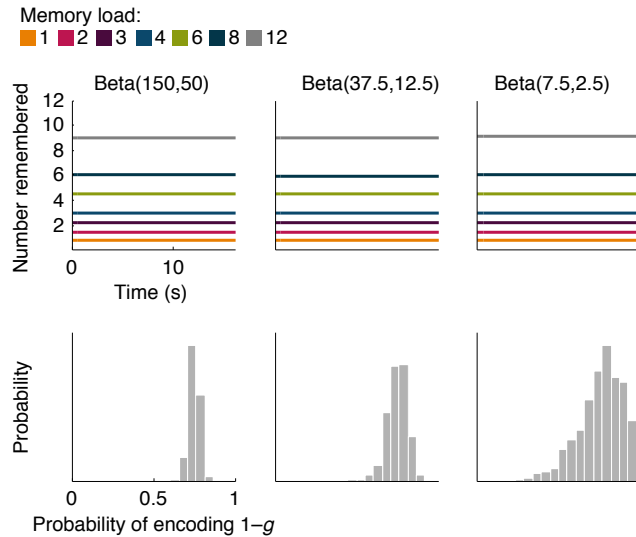 Memory load:
1 2 3 4 6 8 12
Beta(150,50) Beta(37.5,12.5) Beta(7.5,2.5)
Number remembered
12
10
8
6
4
2
0 10
Time (s)
Probability
0 0.5 1
Probability of encoding 1–g